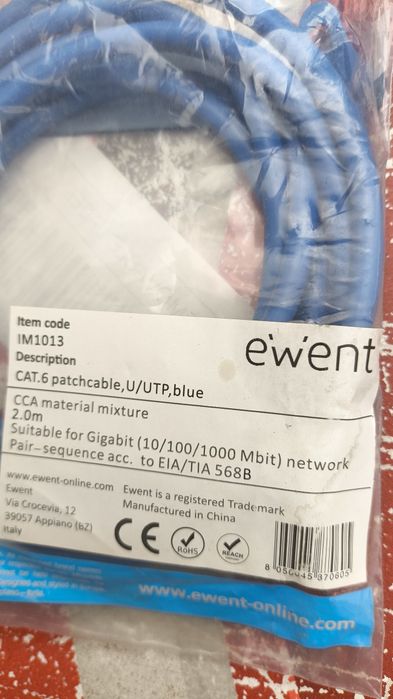 Item code
IM1013
Description
CAT.6 patchcable,U/UTP,blue
ewent
CCA material mixture
2.0m
Suitable for Gigabit (10/100/1000 Mbit) network
Pair-sequence acc. to EIA/TIA 568B
www.ewent-online.com
Ewent
Via Crocevia, 12
39057 Appiano (BZ)
Italy
Ewent is a registered Trade mark
Manufactured in China
CE
RoHS
REACH
www.ewent-online.com